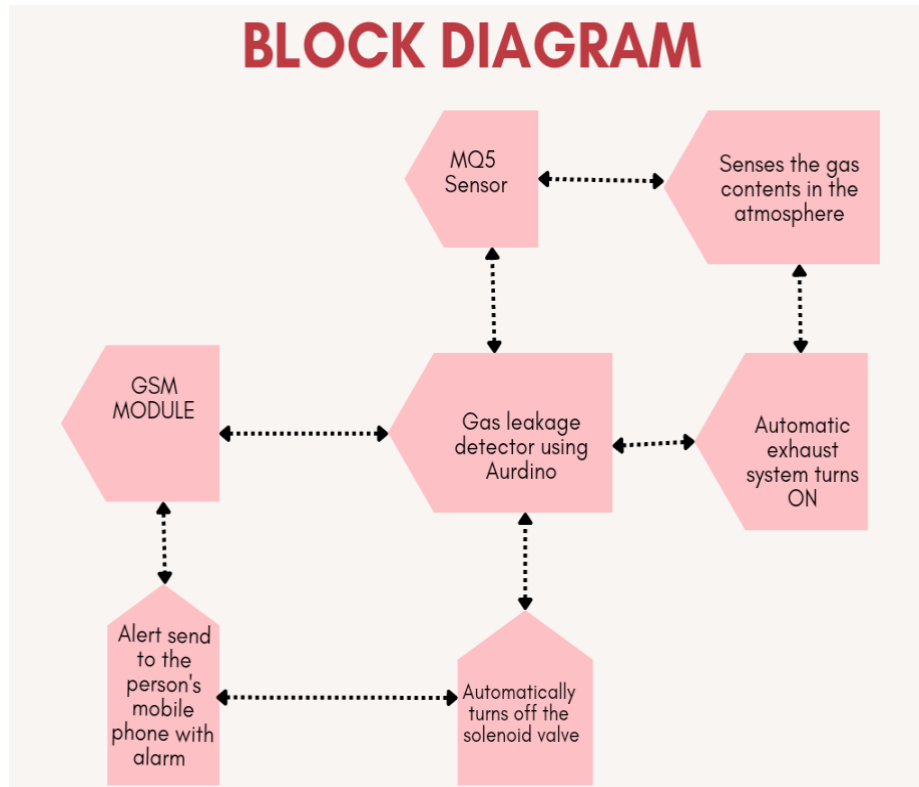 BLOCK DIAGRAM
MQ5
Sensor
Senses the gas
contents in the
atmosphere
GSM
MODULE
Gas leakage
detector using
Aurdino
Automatic
exhaust
system turns
ON
Alert send
to the
person's
mobile
phone with
alarm
Automatically
turns off the
solenoid valve